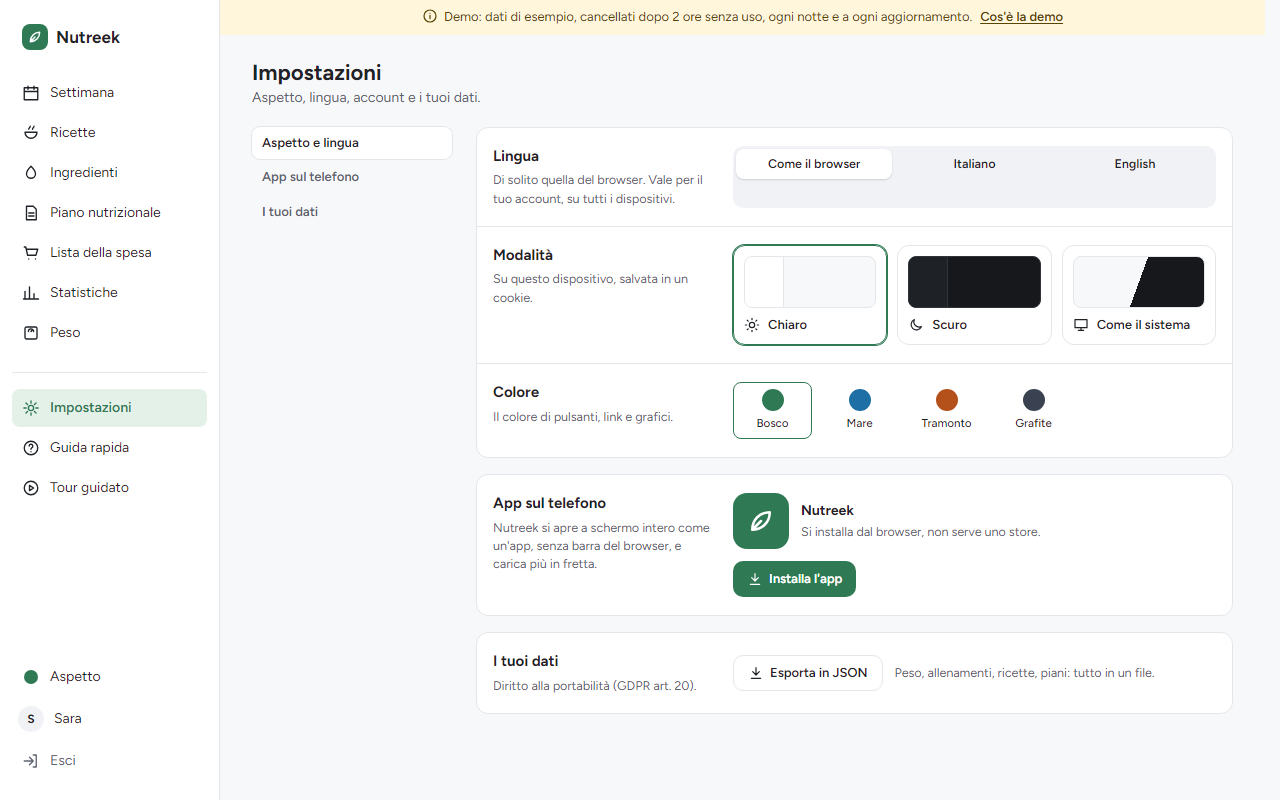 Demo: dati di esempio, cancellati dopo 2 ore senza uso, ogni notte e a ogni aggiornamento. Cos'è la demo
Nutreek
Settimana
Ricette
Ingredienti
Piano nutrizionale
Lista della spesa
Statistiche
Peso
Impostazioni
Guida rapida
Tour guidato
Aspetto
S Sara
Esci
Impostazioni
Aspetto, lingua, account e i tuoi dati.
Aspetto e lingua
App sul telefono
I tuoi dati
Lingua
Di solito quella del browser. Vale per il
tuo account, su tutti i dispositivi.
Come il browser Italiano English
Modalità
Su questo dispositivo, salvata in un
cookie.
Chiaro Scuro Come il sistema
Colore
Il colore di pulsanti, link e grafici.
Bosco Mare Tramonto Grafite
App sul telefono
Nutreek si apre a schermo intero come
un'app, senza barra del browser, e
carica più in fretta.
Nutreek
Si installa dal browser, non serve uno store.
Installa l'app
I tuoi dati
Diritto alla portabilità (GDPR art. 20).
Esporta in JSON Peso, allenamenti, ricette, piani: tutto in un file.